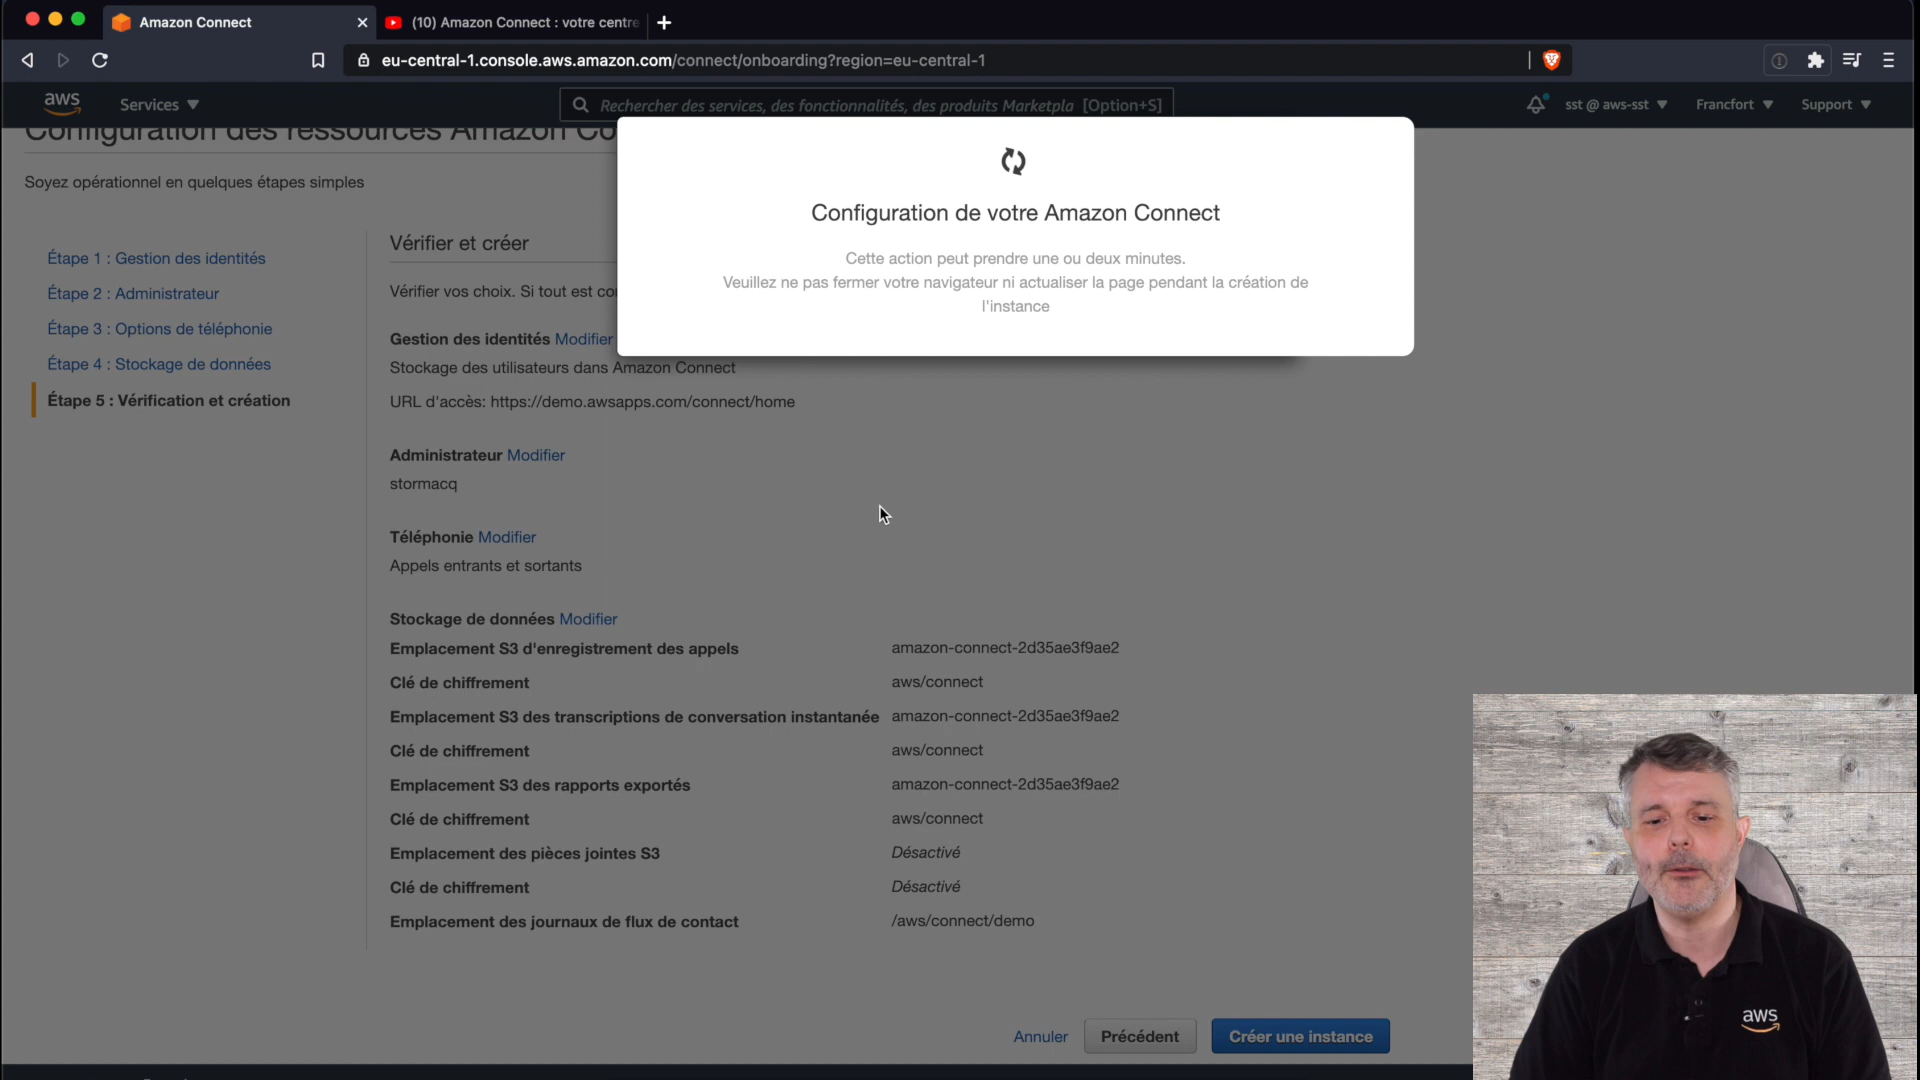 Amazon Connect
(10) Amazon Connect : votre centre
eu-central-1.console.aws.amazon.com/connect/onboarding?region=eu-central-1
aws
Services
Rechercher des services, des fonctionnalités, des produits Marketpla [Option+S]
sst @ aws-sst
Francfort
Support
Configuration des ressources Amazon Co
Soyez opérationnel en quelques étapes simples
Configuration de votre Amazon Connect
Cette action peut prendre une ou deux minutes.
Veuillez ne pas fermer votre navigateur ni actualiser la page pendant la création de
l'instance
Étape 1 : Gestion des identités
Étape 2 : Administrateur
Étape 3 : Options de téléphonie
Étape 4 : Stockage de données
Étape 5 : Vérification et création
Vérifier et créer
Vérifier vos choix. Si tout est co
Gestion des identités Modifier
Stockage des utilisateurs dans Amazon Connect
URL d'accès: https://demo.awsapps.com/connect/home
Administrateur Modifier
stormacq
Téléphonie Modifier
Appels entrants et sortants
Stockage de données Modifier
Emplacement S3 d'enregistrement des appels amazon-connect-2d35ae3f9ae2
Clé de chiffrement aws/connect
Emplacement S3 des transcriptions de conversation instantanée amazon-connect-2d35ae3f9ae2
Clé de chiffrement aws/connect
Emplacement S3 des rapports exportés amazon-connect-2d35ae3f9ae2
Clé de chiffrement aws/connect
Emplacement des pièces jointes S3 Désactivé
Clé de chiffrement Désactivé
Emplacement des journaux de flux de contact /aws/connect/demo
Annuler
Précédent
Créer une instance
aws